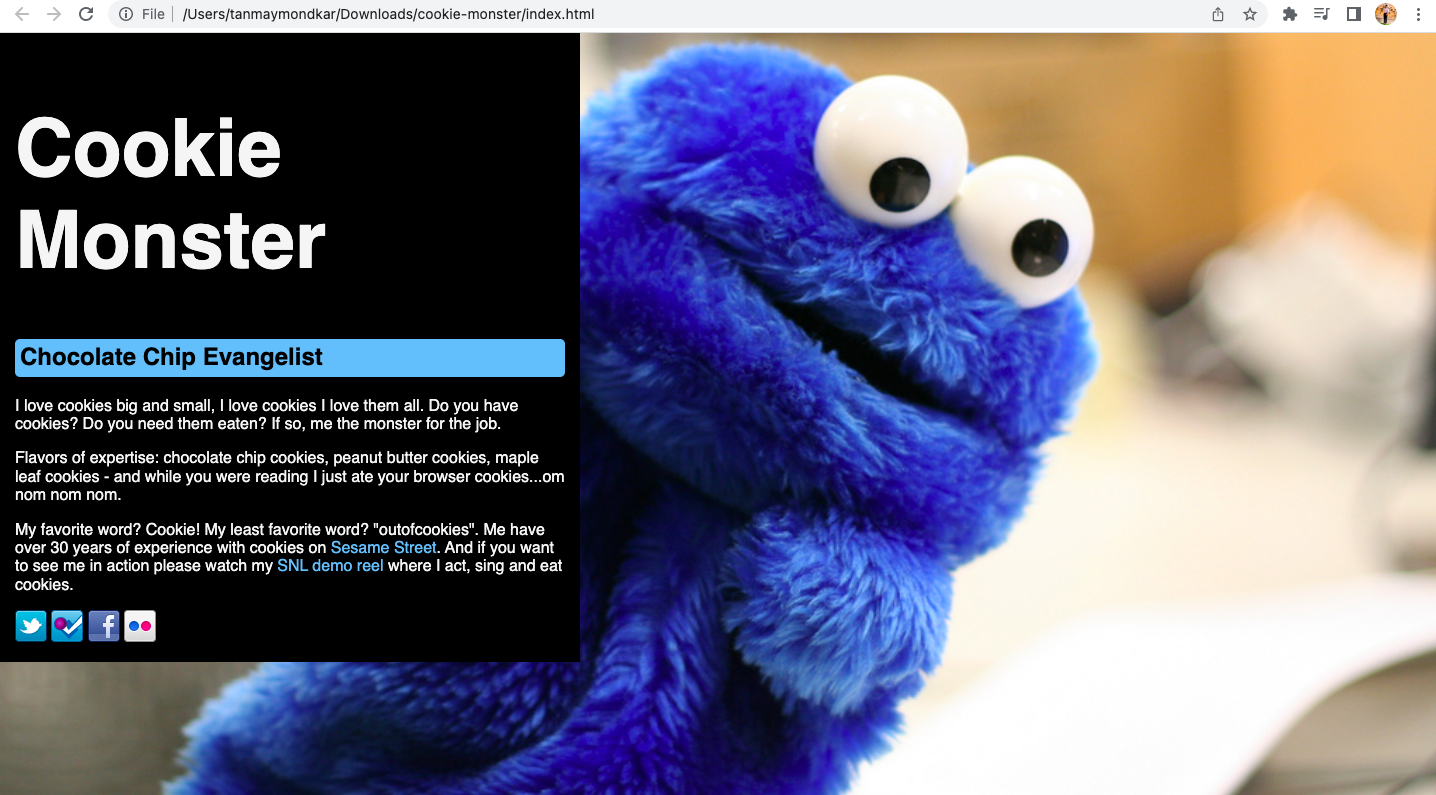 File
/Users/tanmaymondkar/Downloads/cookie-monster/index.html
Cookie
Monster
Chocolate Chip Evangelist
I love cookies big and small, I love cookies I love them all. Do you have
cookies? Do you need them eaten? If so, me the monster for the job.
Flavors of expertise: chocolate chip cookies, peanut butter cookies, maple
leaf cookies - and while you were reading I just ate your browser cookies...om
nom nom nom.
My favorite word? Cookie! My least favorite word? "outofcookies". Me have
over 30 years of experience with cookies on Sesame Street. And if you want
to see me in action please watch my SNL demo reel where I act, sing and eat
cookies.